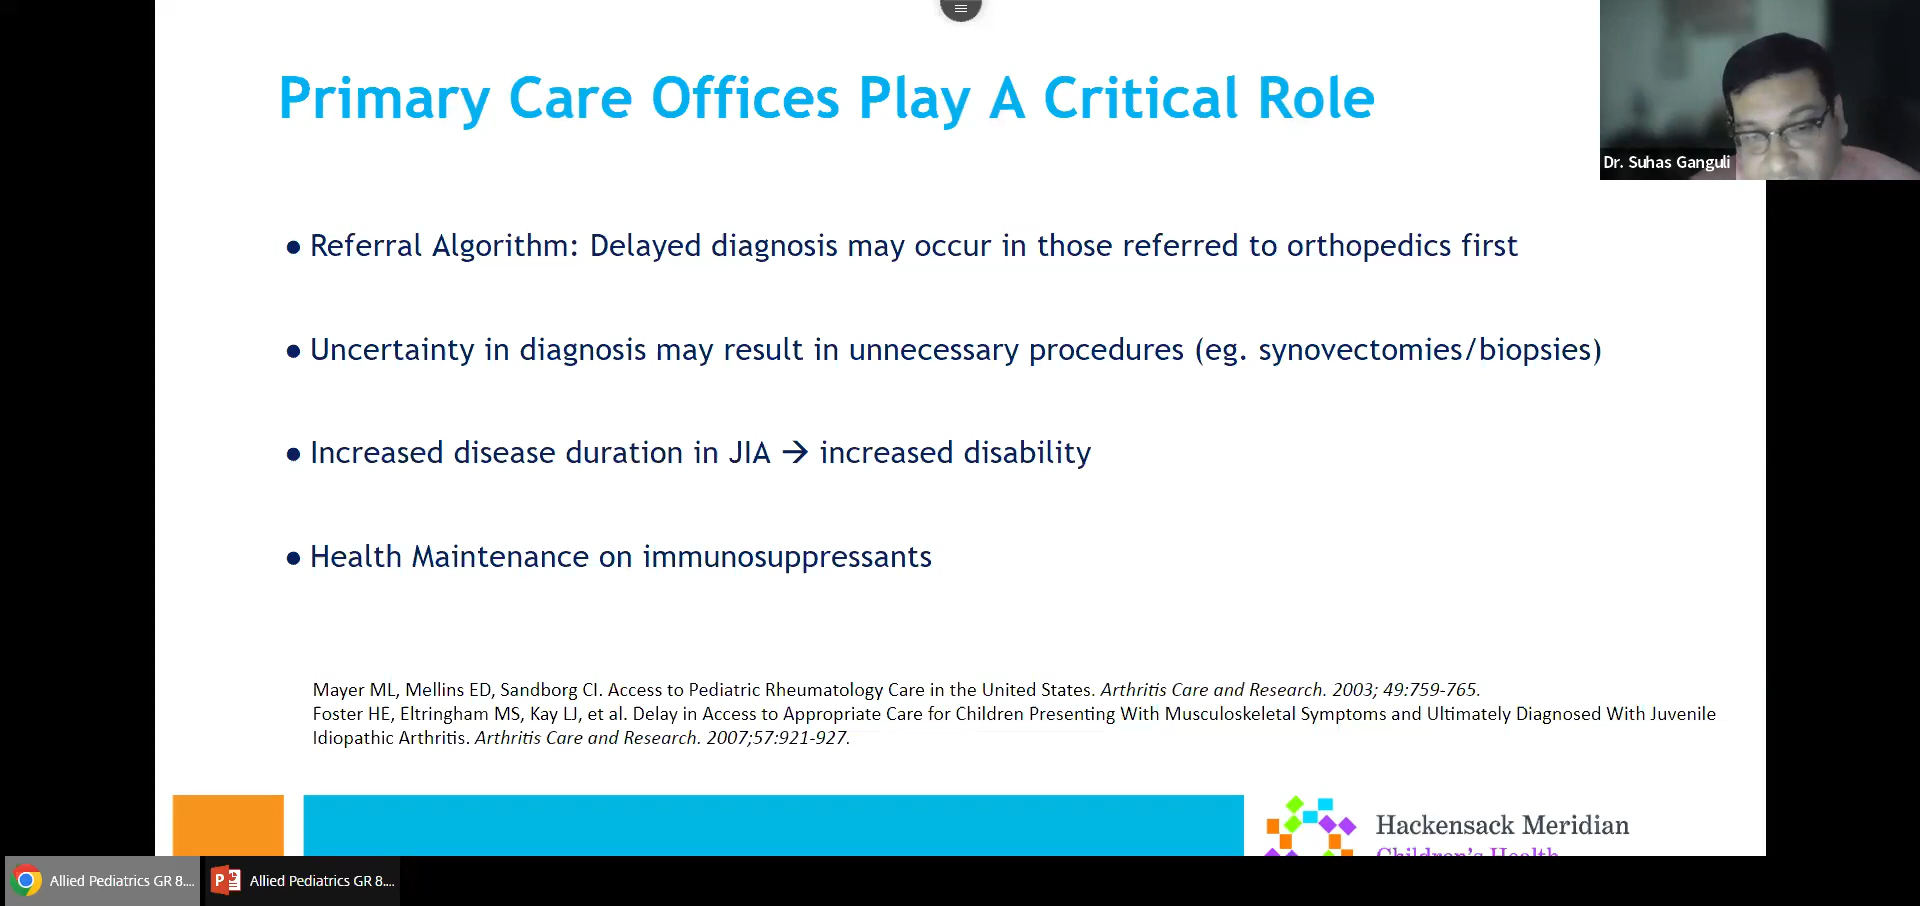 Primary Care Offices Play A Critical Role
Dr. Suhas Ganguli
● Referral Algorithm: Delayed diagnosis may occur in those referred to orthopedics first
● Uncertainty in diagnosis may result in unnecessary procedures (eg. synovectomies/biopsies)
● Increased disease duration in JIA → increased disability
● Health Maintenance on immunosuppressants
Mayer ML, Mellins ED, Sandborg CI. Access to Pediatric Rheumatology Care in the United States. Arthritis Care and Research. 2003; 49:759-765.
Foster HE, Eltringham MS, Kay LJ, et al. Delay in Access to Appropriate Care for Children Presenting With Musculoskeletal Symptoms and Ultimately Diagnosed With Juvenile
Idiopathic Arthritis. Arthritis Care and Research. 2007;57:921-927.
Hackensack Meridian
Children's Health
Allied Pediatrics GR 8....
Allied Pediatrics GR 8....